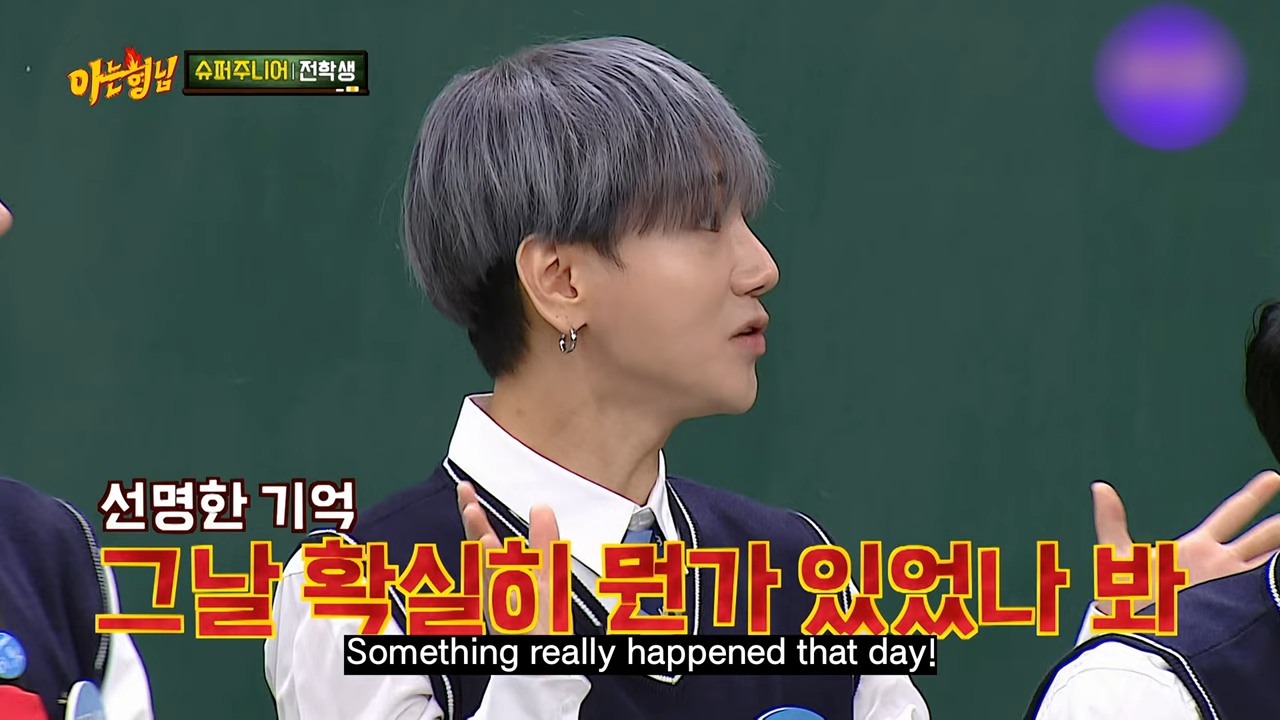 아는형님
슈퍼주니어 | 전학생
선명한 기억
그날 확실히 뭔가 있었나 봐
Something really happened that day!